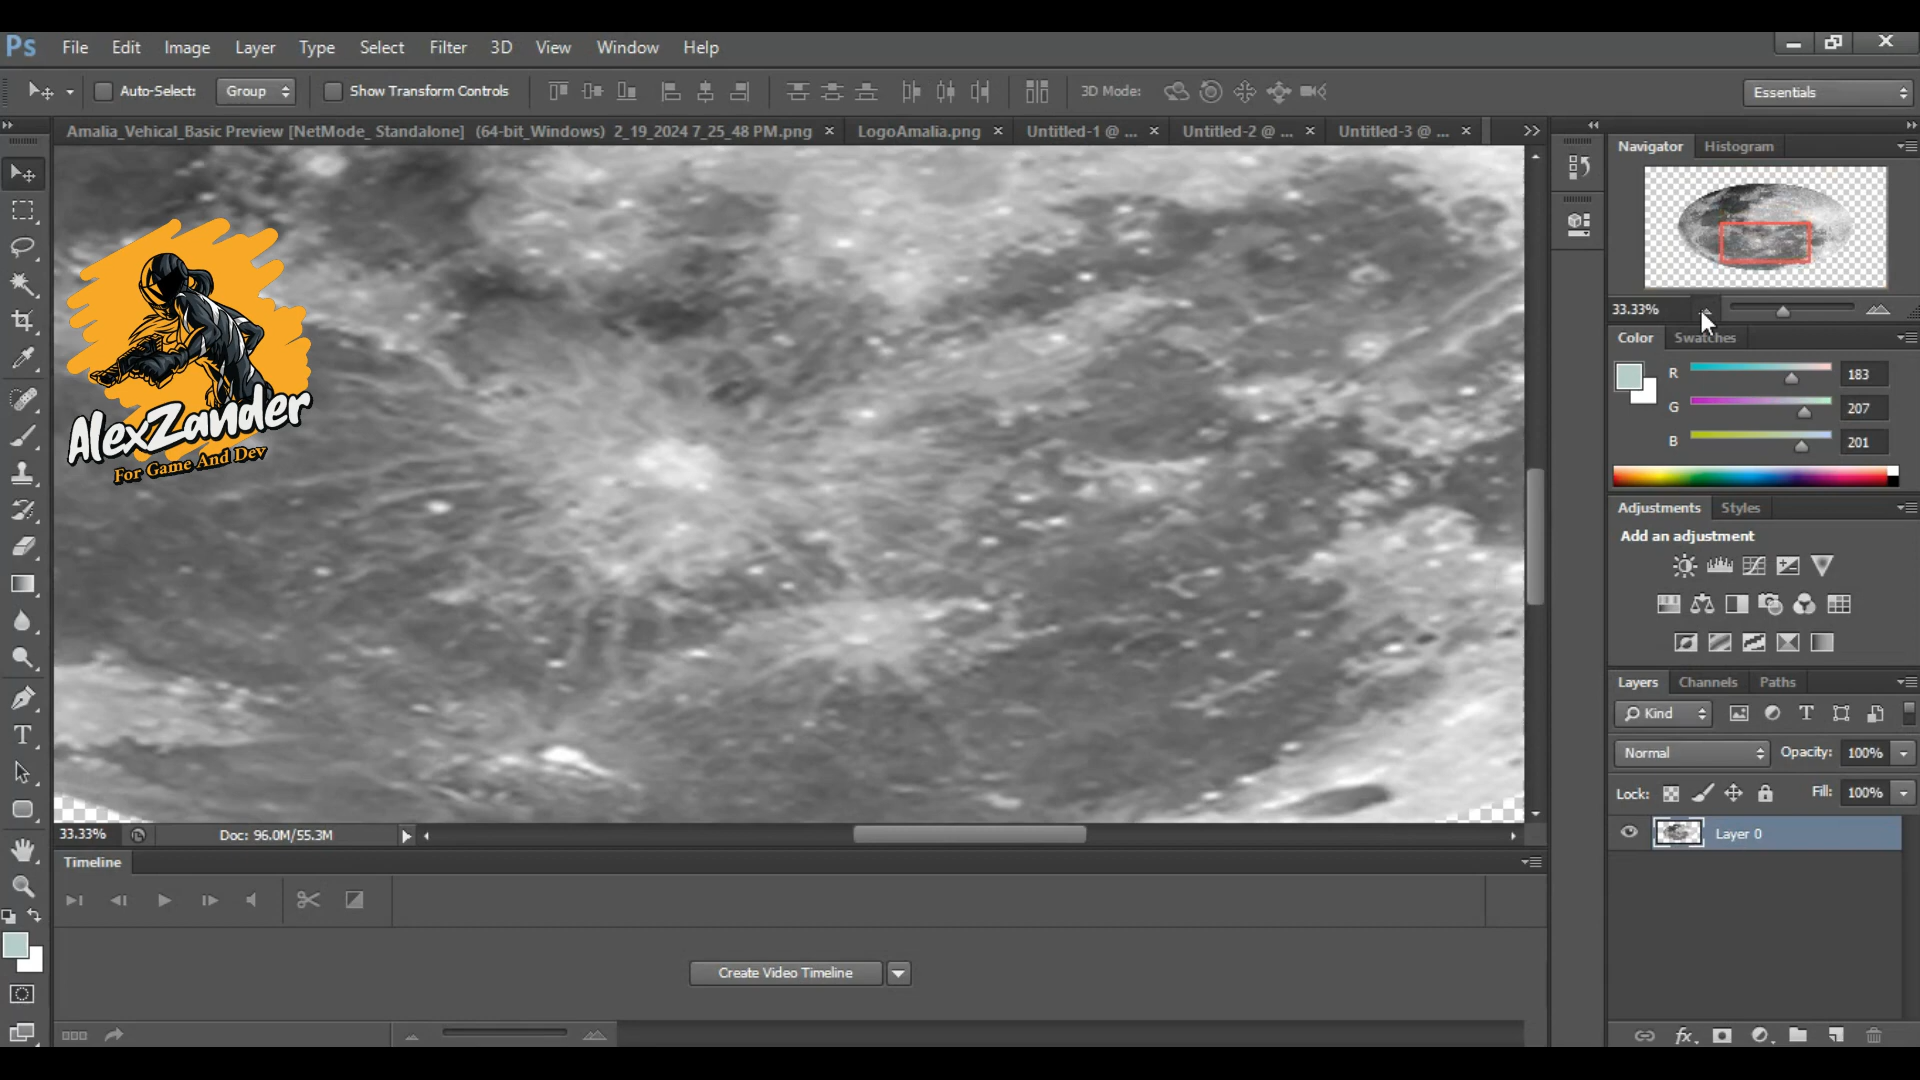 Ps File Edit Image Layer Type Select Filter 3D View Window Help
Auto-Select: Group Show Transform Controls 3D Mode: Essentials
Amalia_Vehical_Basic Preview [NetMode_ Standalone] (64-bit_Windows) 2_19_2024 7_25_48 PM.png × LogoAmalia.png × Untitled-1 @ ... × Untitled-2 @ ... × Untitled-3 @ ... ×
Navigator Histogram
33.33%
Color Swatches
R 183
G 207
B 201
AlexZander
For Game And Dev
Adjustments Styles
Add an adjustment
Layers Channels Paths
Kind
Normal Opacity: 100%
Lock: Fill: 100%
Layer 0
33.33% Doc: 96.0M/55.3M
Timeline
Create Video Timeline
fx